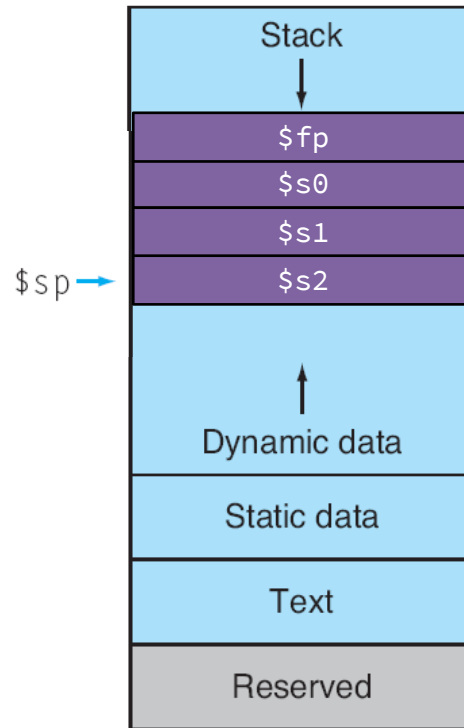 Stack
$fp
$s0
$s1
$sp
$s2
Dynamic data
Static data
Text
Reserved